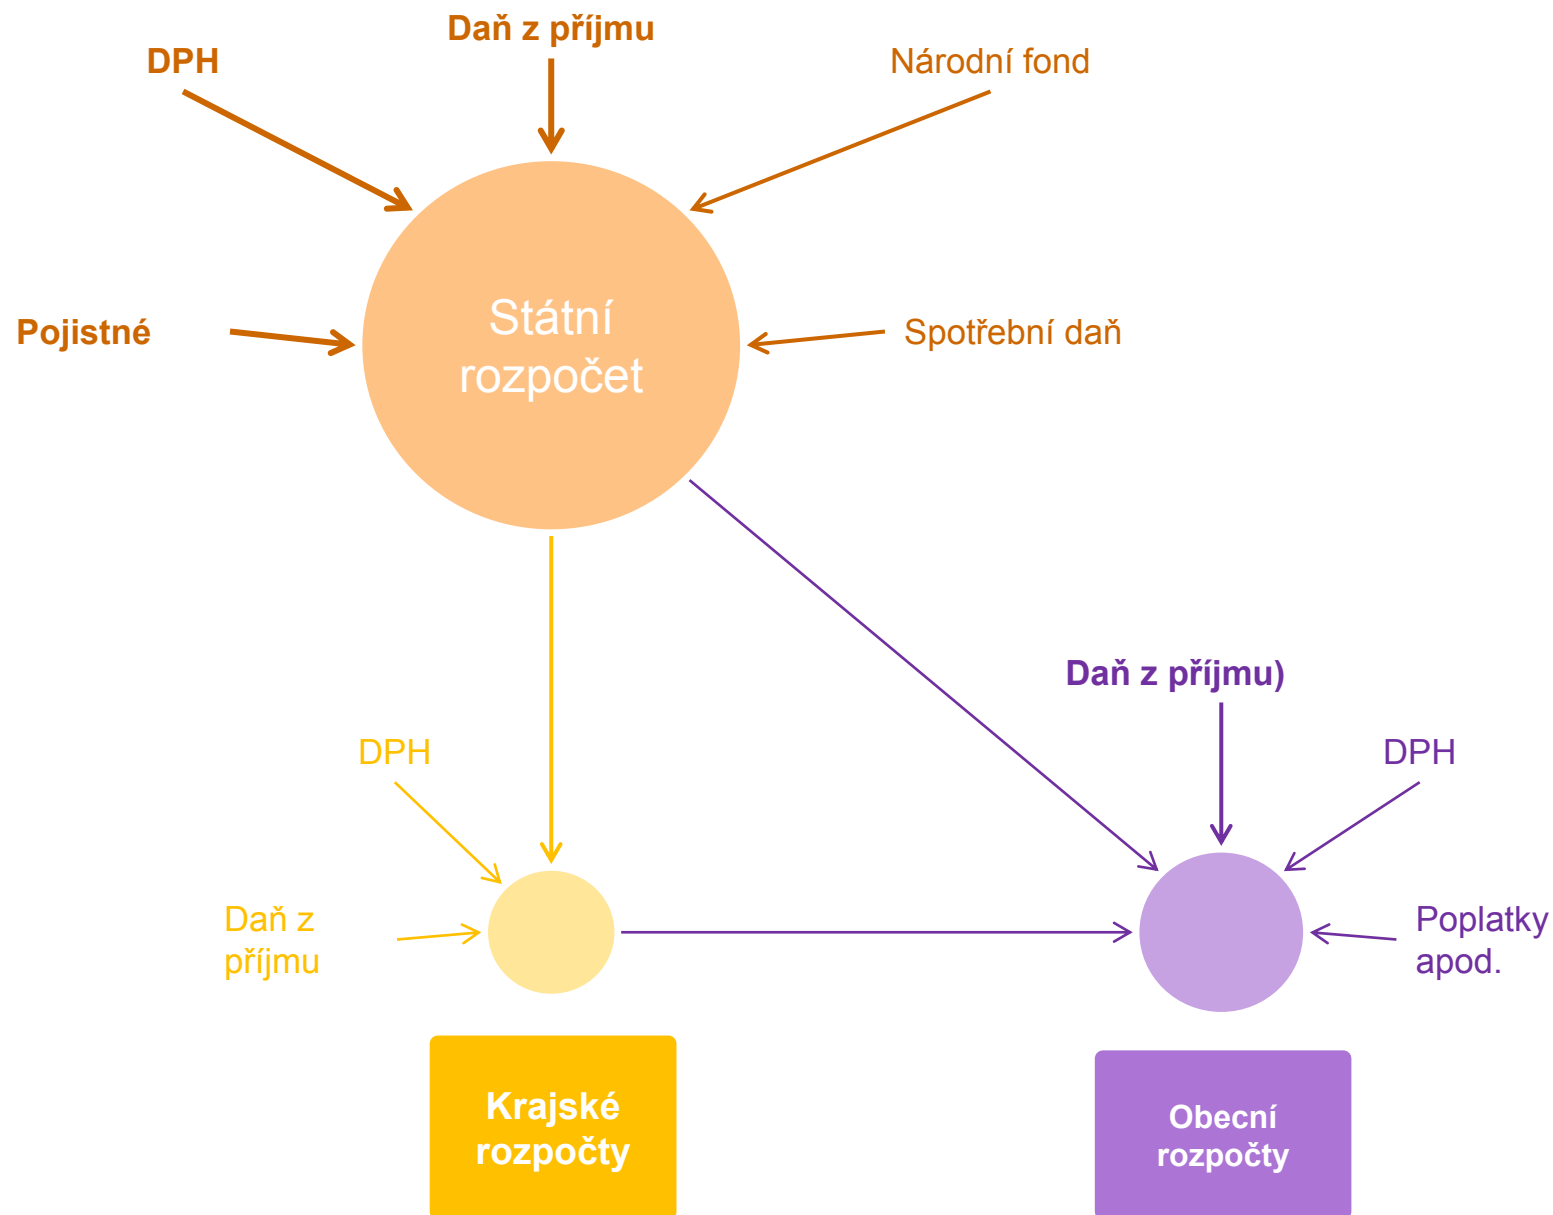 Daň z příjmu
DPH
Národní fond
Státní
rozpočet
Pojistné
Spotřební daň
Daň z příjmu)
DPH
DPH
Daň z
příjmu
Poplatky
apod.
Krajské
rozpočty
Obecní
rozpočty